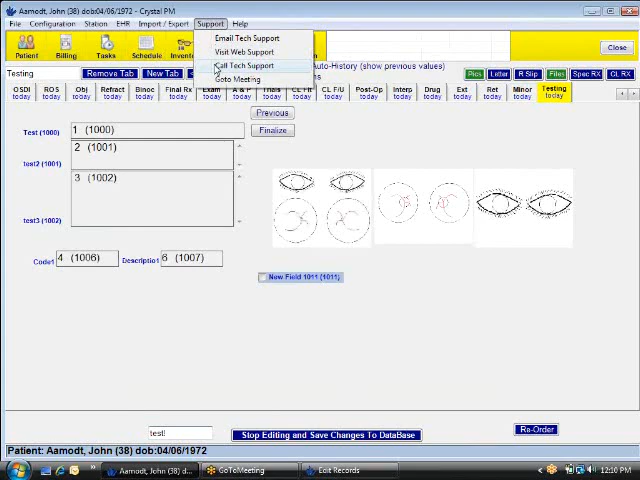 Aamodt, John (38) dob:04/06/1972 - Crystal PM
File Configuration Station EHR Import / Export Support Help
Email Tech Support
Visit Web Support
Call Tech Support
Goto Meeting
Patient Billing Tasks Schedule
Close
Testing
Remove Tab New Tab
Auto-History (show previous values)
Pics Letter R Slip Files Spec RX CL RX
OSDI today
ROS today
Obj today
Refract today
Binoc today
Final Rx today
Exam today
A & P today
Trials today
CL Fit today
CL F/U today
Post-Op today
Interp today
Drug today
Ext today
Ret today
Minor today
Testing today
Previous
Finalize
Test (1000) 1 (1000)
test2 (1001) 2 (1001)
test3 (1002) 3 (1002)
Code1 4 (1006) Descriptio1 6 (1007)
New Field 1011 (1011)
test!
Stop Editing and Save Changes To DataBase
Re-Order
Patient: Aamodt, John (38) dob:04/06/1972
Aamodt, John (38) d... GoToMeeting Edit Records 12:10 PM